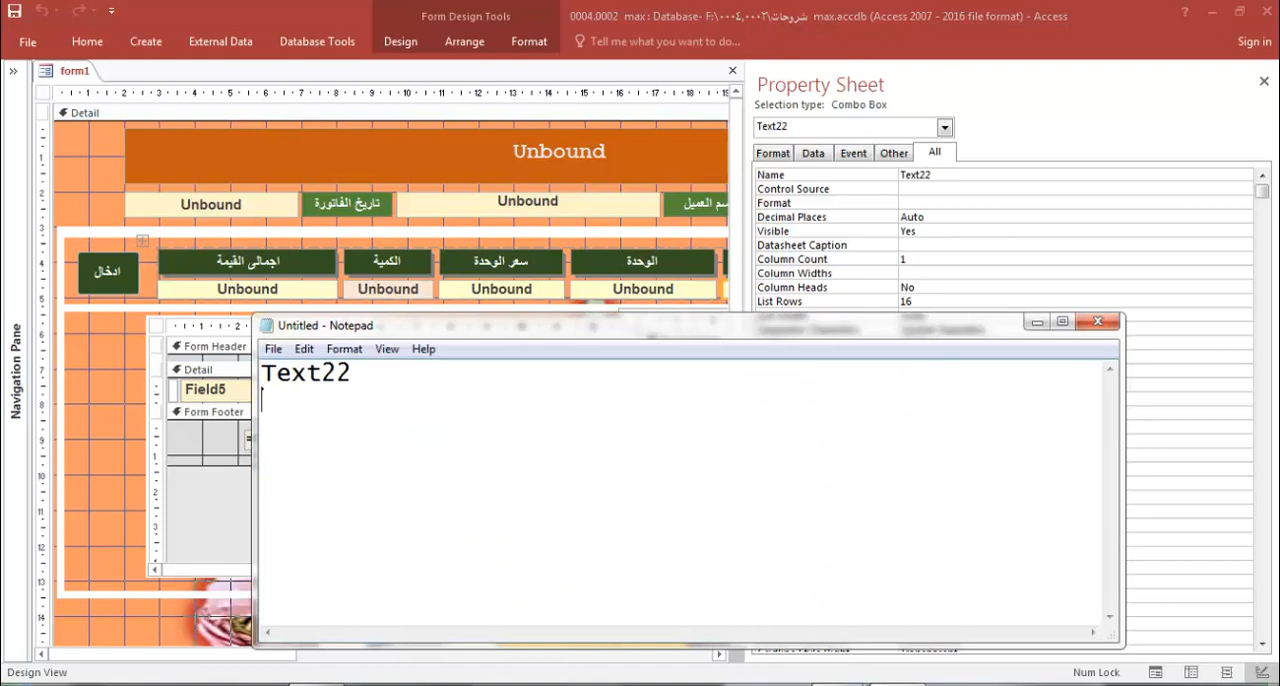 Form Design Tools
0004.0002 max : Database- F:\شروحات\٠٠٠٤,٠٠٠٢ max.accdb (Access 2007 - 2016 file format) - Access
File Home Create External Data Database Tools Design Arrange Format Tell me what you want to do... Sign in
form1
Property Sheet
Selection type: Combo Box
Text22
Format Data Event Other All
Name Text22
Control Source
Format
Decimal Places Auto
Visible Yes
Datasheet Caption
Column Count 1
Column Widths
Column Heads No
List Rows 16
Detail
Unbound
Unbound تاريخ الفاتورة Unbound العميل
ادخال اجمالى القيمة الكمية سعر الوحدة الوحدة
Unbound Unbound Unbound Unbound
Navigation Pane
Form Header
Detail
Field5
Form Footer
Untitled - Notepad
File Edit Format View Help
Text22
Design View
Num Lock